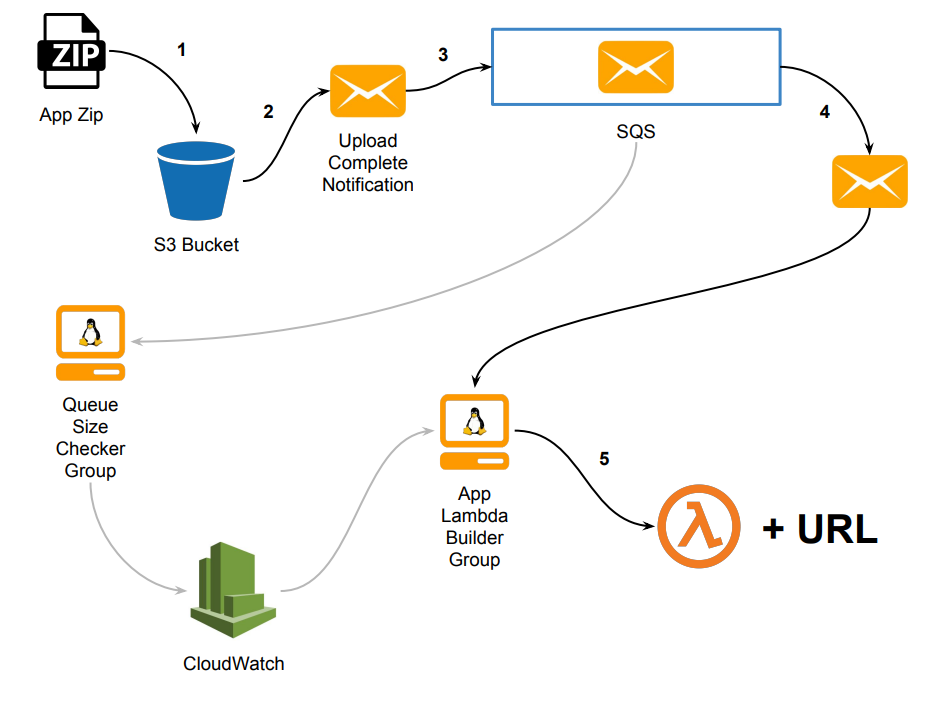 ZIP
App Zip
1
S3 Bucket
2
Upload
Complete
Notification
3
SQS
4
Queue
Size
Checker
Group
CloudWatch
App
Lambda
Builder
Group
5
λ
+ URL